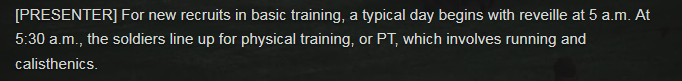 [PRESENTER] For new recruits in basic training, a typical day begins with reveille at 5 a.m. At
5:30 a.m., the soldiers line up for physical training, or PT, which involves running and
calisthenics.